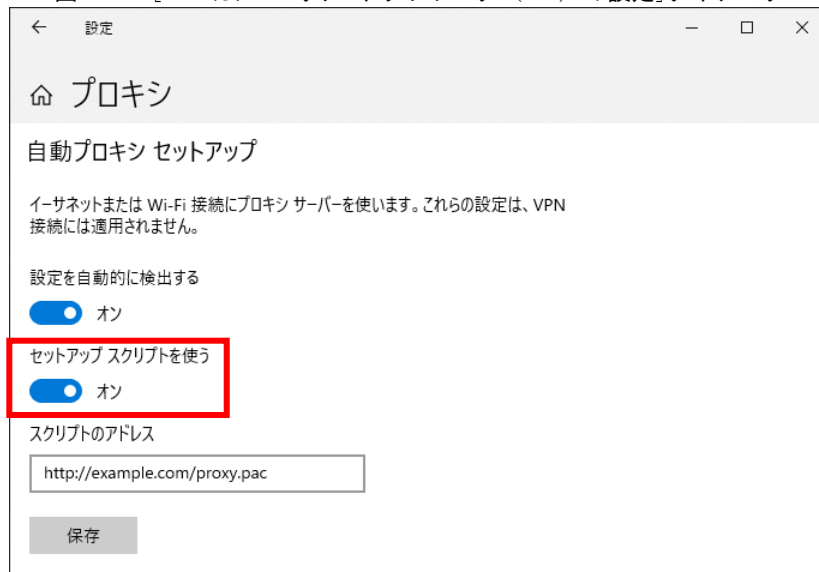 設定
プロキシ
自動プロキシ セットアップ
イーサネットまたは Wi-Fi 接続にプロキシ サーバーを使います。これらの設定は、VPN
接続には適用されません。
設定を自動的に検出する
オン
セットアップ スクリプトを使う
オン
スクリプトのアドレス
http://example.com/proxy.pac
保存